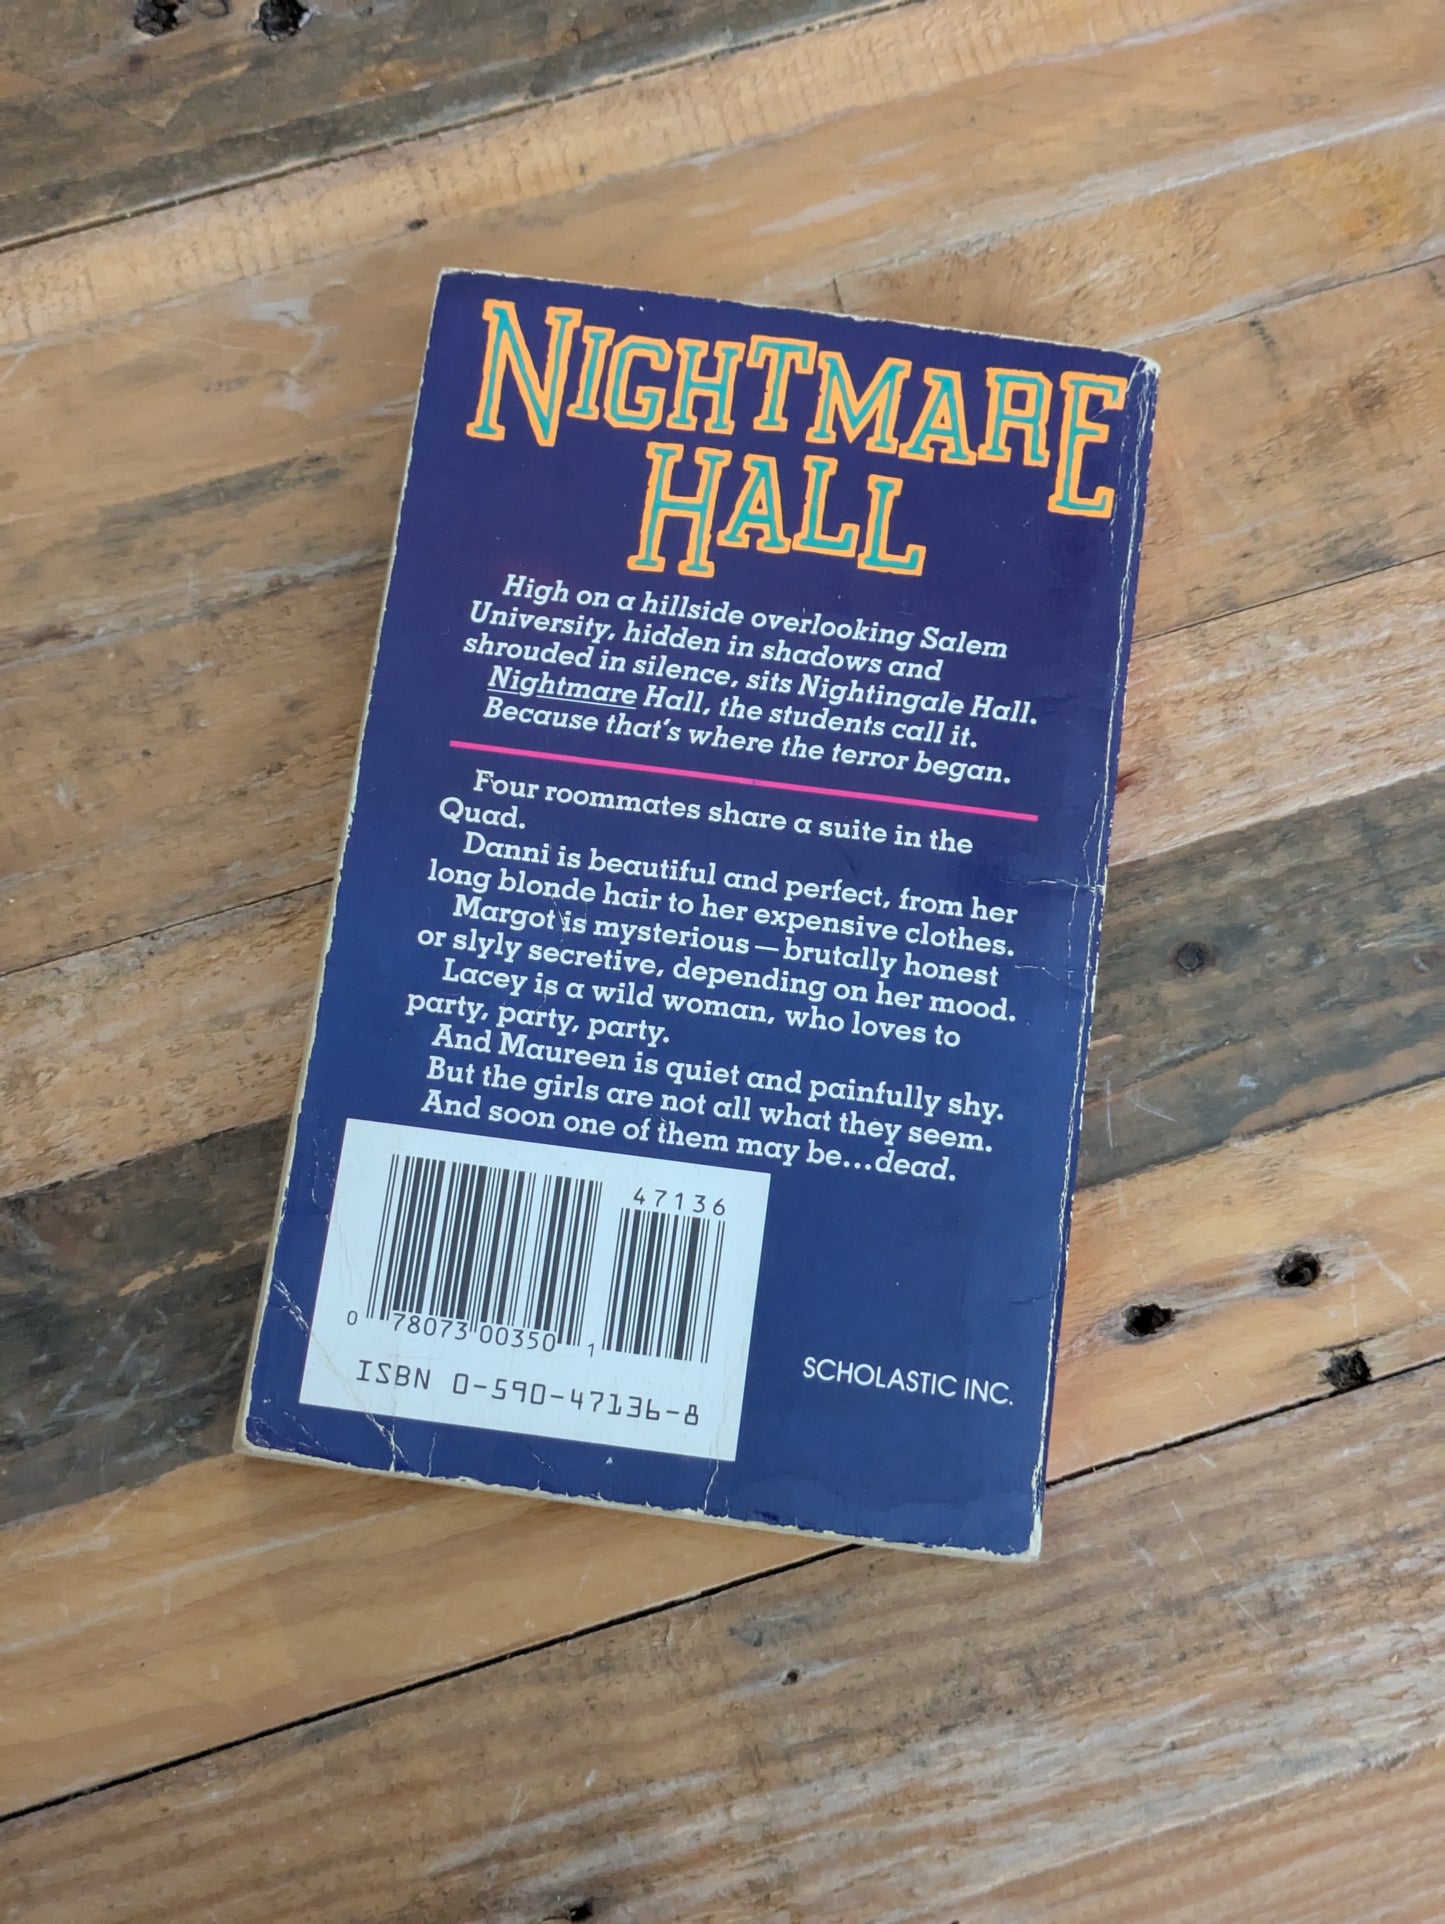 NIGHTMARE
HALL
High on a hillside overlooking Salem
University, hidden in shadows and
shrouded in silence, sits Nightingale Hall.
Nightmare Hall, the students call it.
Because that's where the terror began.
Four roommates share a suite in the
Quad.
Danni is beautiful and perfect, from her
long blonde hair to her expensive clothes.
Margot is mysterious—brutally honest
or slyly secretive, depending on her mood.
Lacey is a wild woman, who loves to
party, party, party.
And Maureen is quiet and painfully shy.
But the girls are not all what they seem.
And soon one of them may be...dead.
47136
0 78073 00350 1
ISBN 0-590-47136-8
SCHOLASTIC INC.